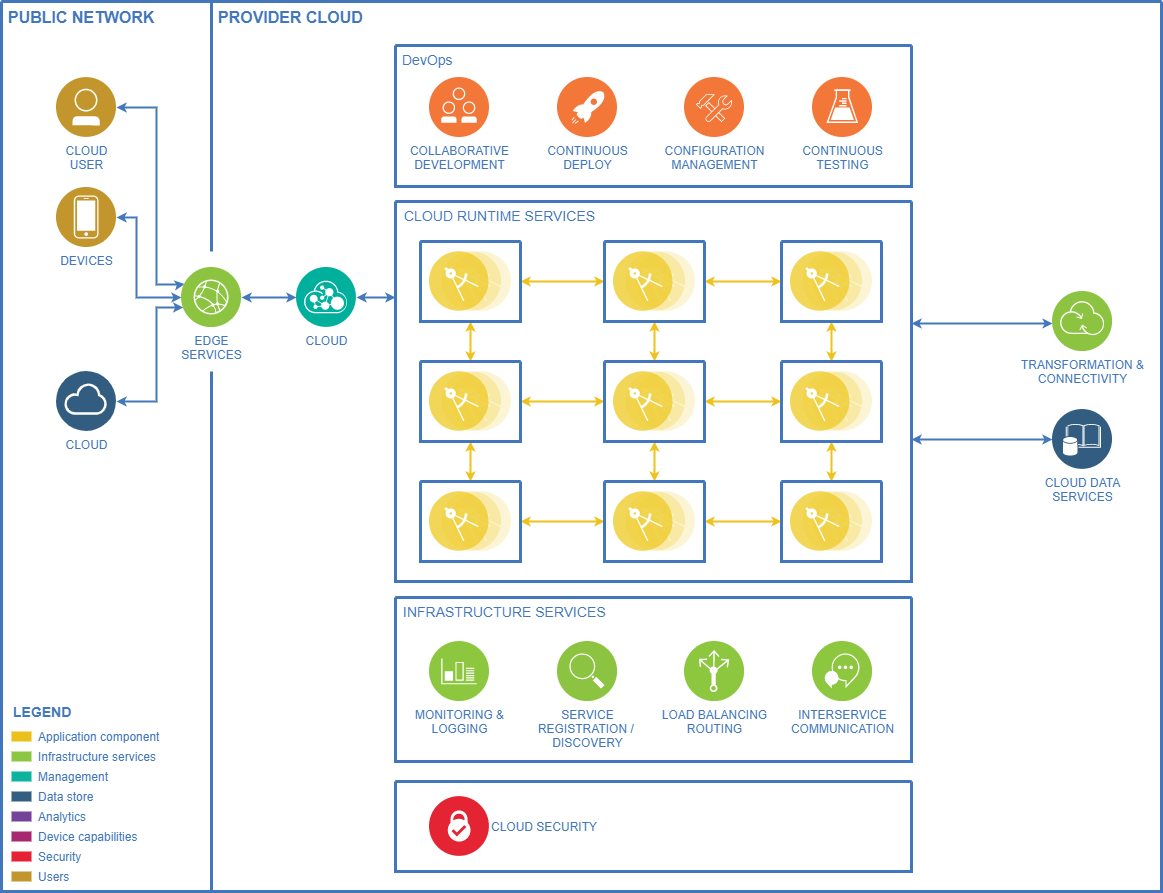 PUBLIC NETWORK
PROVIDER CLOUD
CLOUD
USER
DEVICES
CLOUD
EDGE
SERVICES
CLOUD
DevOps
COLLABORATIVE
DEVELOPMENT
CONTINUOUS
DEPLOY
CONFIGURATION
MANAGEMENT
CONTINUOUS
TESTING
CLOUD RUNTIME SERVICES
TRANSFORMATION &
CONNECTIVITY
CLOUD DATA
SERVICES
INFRASTRUCTURE SERVICES
MONITORING &
LOGGING
SERVICE
REGISTRATION /
DISCOVERY
LOAD BALANCING
ROUTING
INTERSERVICE
COMMUNICATION
CLOUD SECURITY
LEGEND
Application component
Infrastructure services
Management
Data store
Analytics
Device capabilities
Security
Users